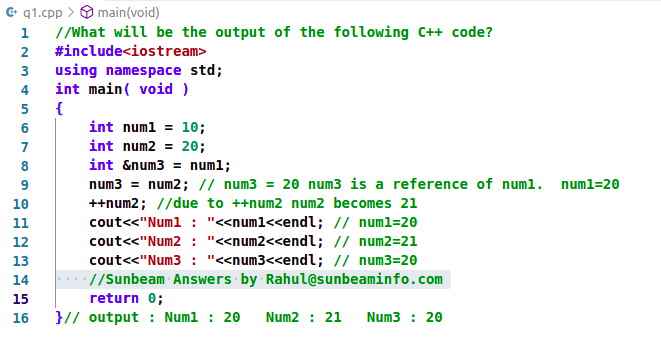 q1.cpp > main(void)
1 //What will be the output of the following C++ code?
2 #include<iostream>
3 using namespace std;
4 int main( void )
5 {
6 int num1 = 10;
7 int num2 = 20;
8 int &num3 = num1;
9 num3 = num2; // num3 = 20 num3 is a reference of num1.  num1=20
10 ++num2; //due to ++num2 num2 becomes 21
11 cout<<"Num1 : "<<num1<<endl; // num1=20
12 cout<<"Num2 : "<<num2<<endl; // num2=21
13 cout<<"Num3 : "<<num3<<endl; // num3=20
14 //Sunbeam Answers by Rahul@sunbeaminfo.com
15 return 0;
16 }// output : Num1 : 20   Num2 : 21   Num3 : 20